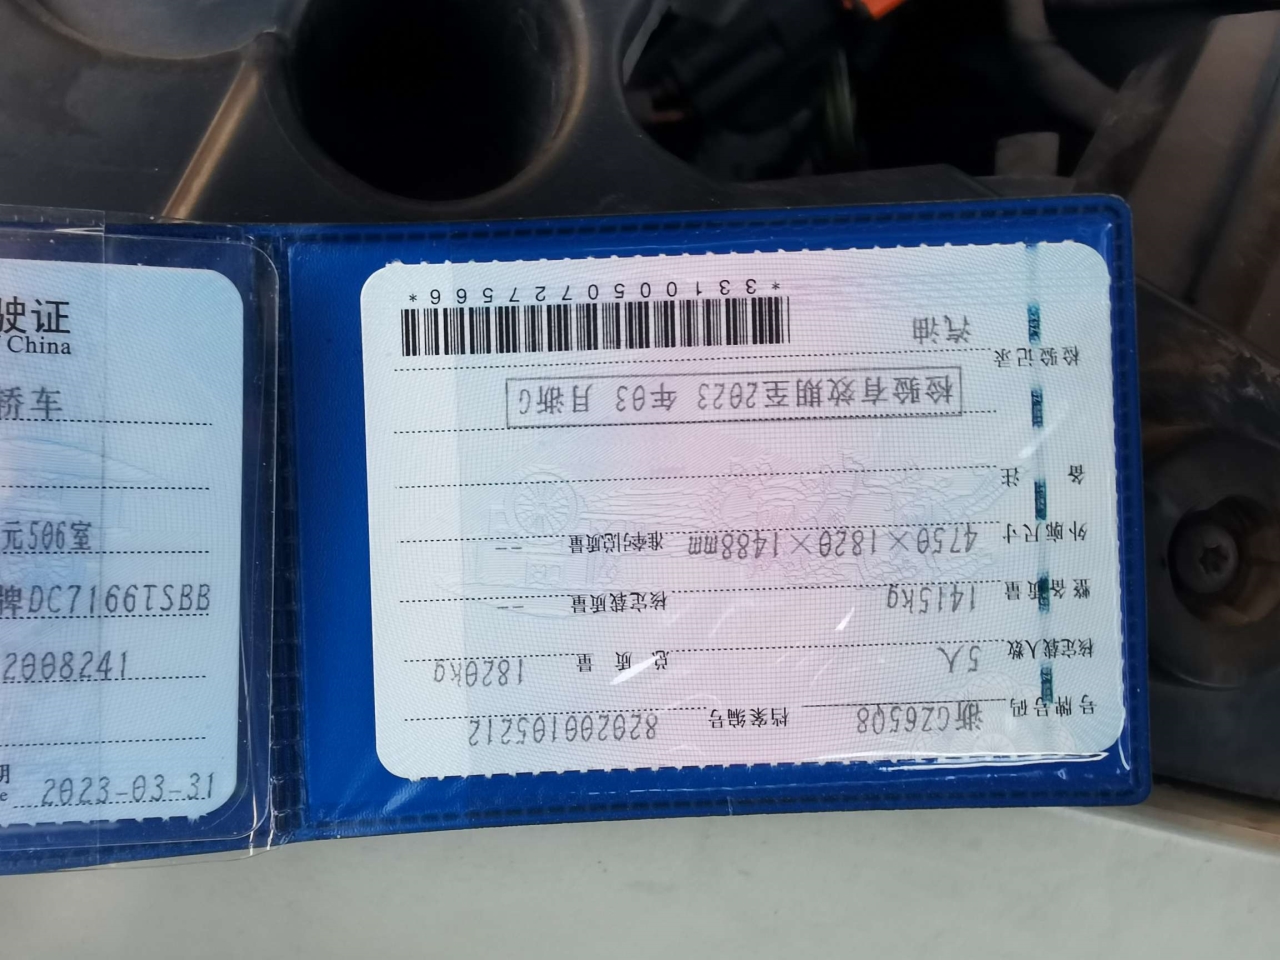 驶证
China
轿车
元506室
牌DC7166TSBB
2008241
期
e 2023-03-31
号牌号码 浙GZ65Q8 档案编号 820200105212
核定载人数 5人 总质量 1820kg
整备质量 1415kg 核定载质量 --
外廓尺寸 4750×1820×1488mm 准牵引总质量 --
备注
检验有效期至2023年03月浙G
检验记录
汽油
*3310050727566*